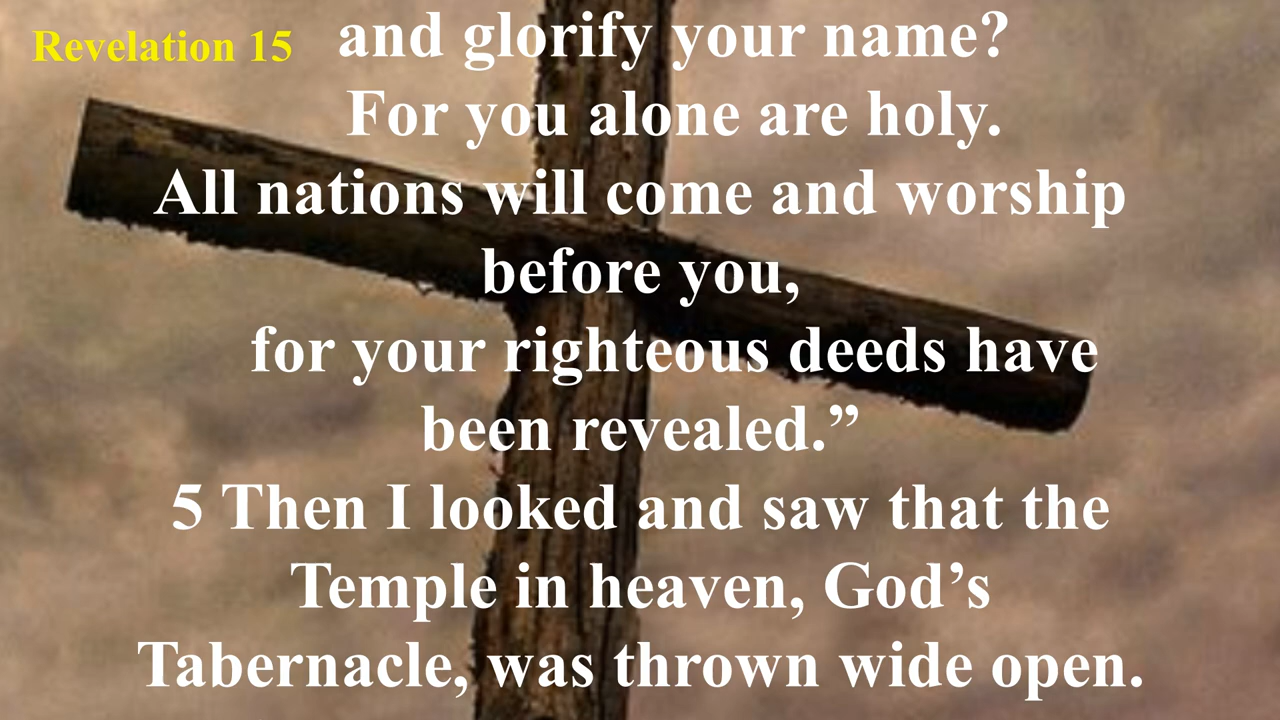 Revelation 15
and glorify your name?
For you alone are holy.
All nations will come and worship
before you,
for your righteous deeds have
been revealed.”
5 Then I looked and saw that the
Temple in heaven, God’s
Tabernacle, was thrown wide open.